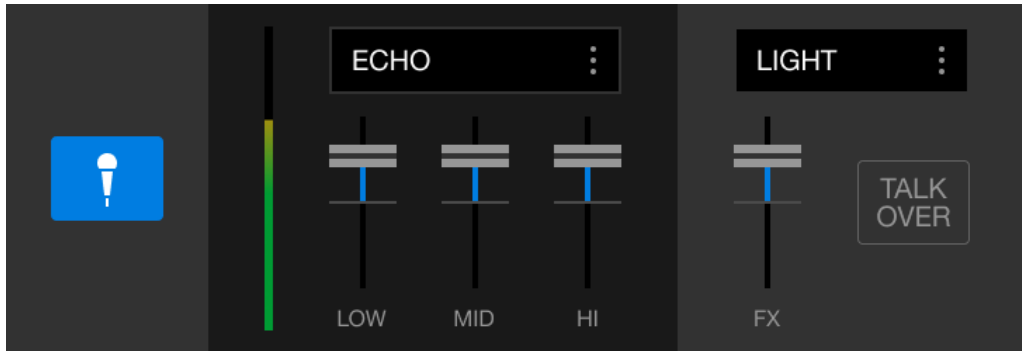 ECHO
LIGHT
TALK
OVER
LOW
MID
HI
FX